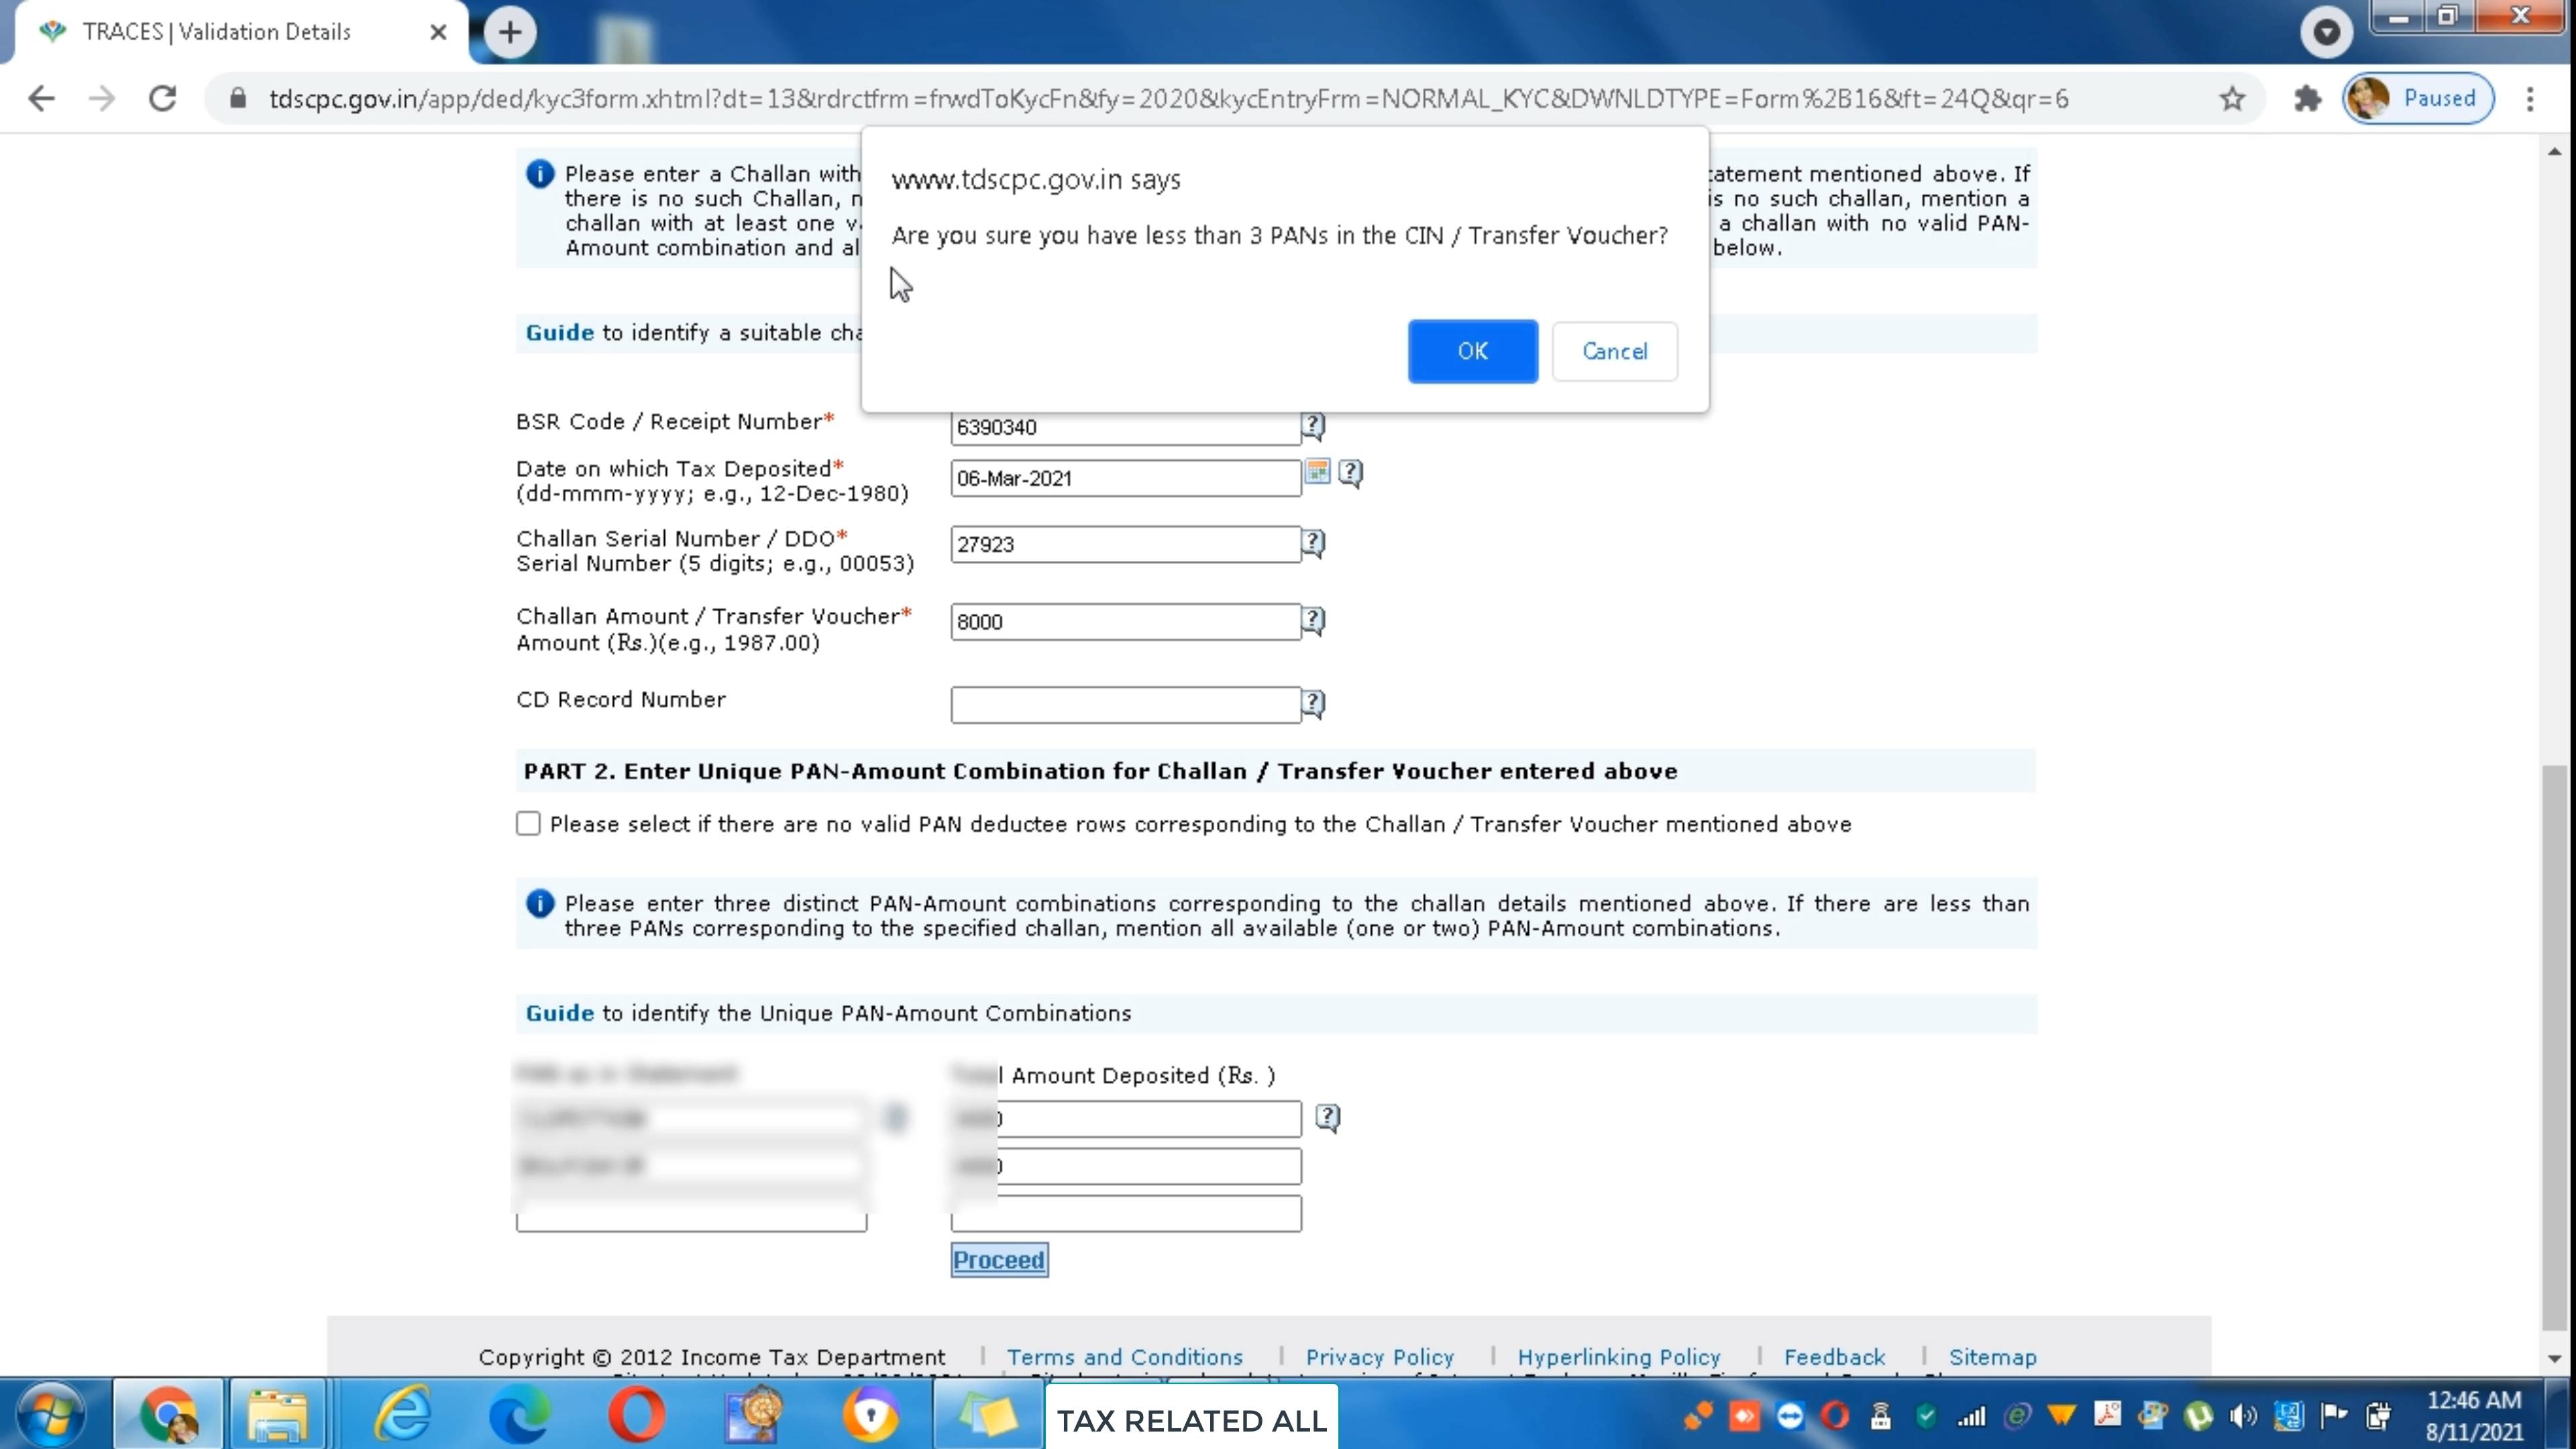 TRACES | Validation Details
tdscpc.gov.in/app/ded/kyc3form.xhtml?dt=13&rdrctfrm=frwdToKycFn&fy=2020&kycEntryFrm=NORMAL_KYC&DWNLDTYPE=Form%2B16&ft=24Q&qr=6
Paused
www.tdscpc.gov.in says
Are you sure you have less than 3 PANs in the CIN / Transfer Voucher?
OK
Cancel
Please enter a Challan with
atement mentioned above. If
there is no such Challan,
is no such challan, mention a
challan with at least one
a challan with no valid PAN-
Amount combination and
below.
Guide to identify a suitable
BSR Code / Receipt Number*
6390340
Date on which Tax Deposited*
06-Mar-2021
(dd-mmm-yyyy; e.g., 12-Dec-1980)
Challan Serial Number / DDO*
27923
Serial Number (5 digits; e.g., 00053)
Challan Amount / Transfer Voucher*
8000
Amount (Rs.)(e.g., 1987.00)
CD Record Number
PART 2. Enter Unique PAN-Amount Combination for Challan / Transfer Voucher entered above
Please select if there are no valid PAN deductee rows corresponding to the Challan / Transfer Voucher mentioned above
Please enter three distinct PAN-Amount combinations corresponding to the challan details mentioned above. If there are less than
three PANs corresponding to the specified challan, mention all available (one or two) PAN-Amount combinations.
Guide to identify the Unique PAN-Amount Combinations
Amount Deposited (Rs. )
Proceed
Copyright © 2012 Income Tax Department | Terms and Conditions | Privacy Policy | Hyperlinking Policy | Feedback | Sitemap
TAX RELATED ALL
12:46 AM
8/11/2021